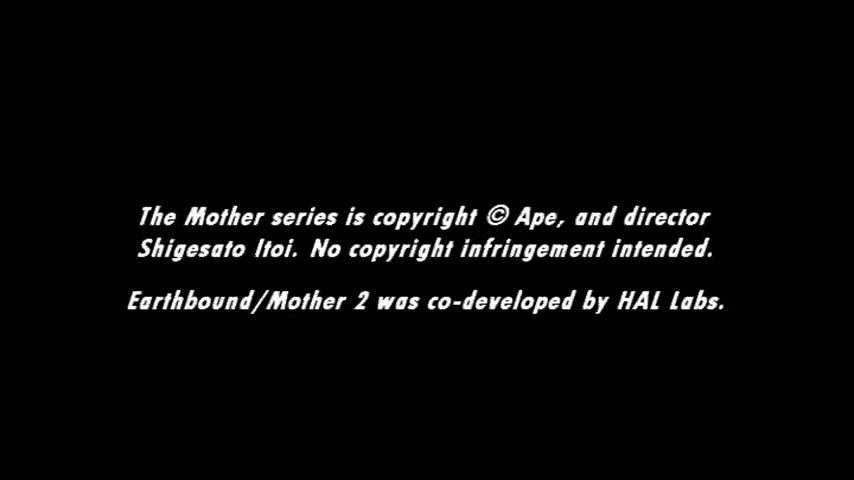 The Mother series is copyright © Ape, and director
Shigesato Itoi. No copyright infringement intended.
Earthbound/Mother 2 was co-developed by HAL Labs.